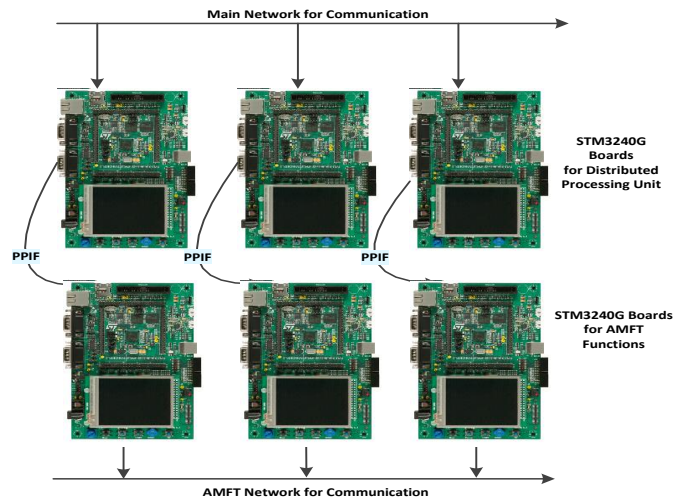 Main Network for Communication
STM3240G
Boards
for Distributed
Processing Unit
PPIF
PPIF
PPIF
STM3240G Boards
for AMFT
Functions
AMFT Network for Communication